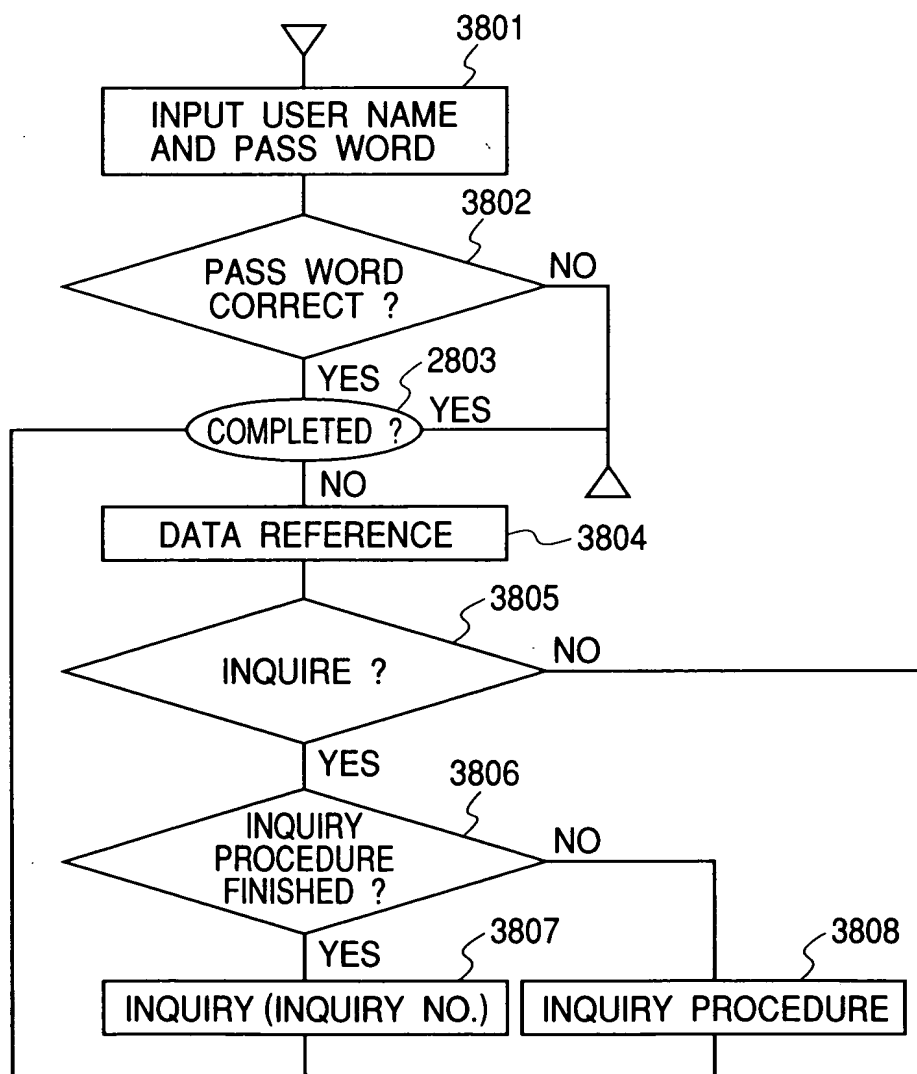 3801
INPUT USER NAME
AND PASS WORD
3802
PASS WORD
CORRECT ?
NO
YES
2803
COMPLETED ?
YES
NO
DATA REFERENCE
3804
3805
INQUIRE ?
NO
YES
3806
INQUIRY
PROCEDURE
FINISHED ?
NO
YES
3807
3808
INQUIRY (INQUIRY NO.)
INQUIRY PROCEDURE